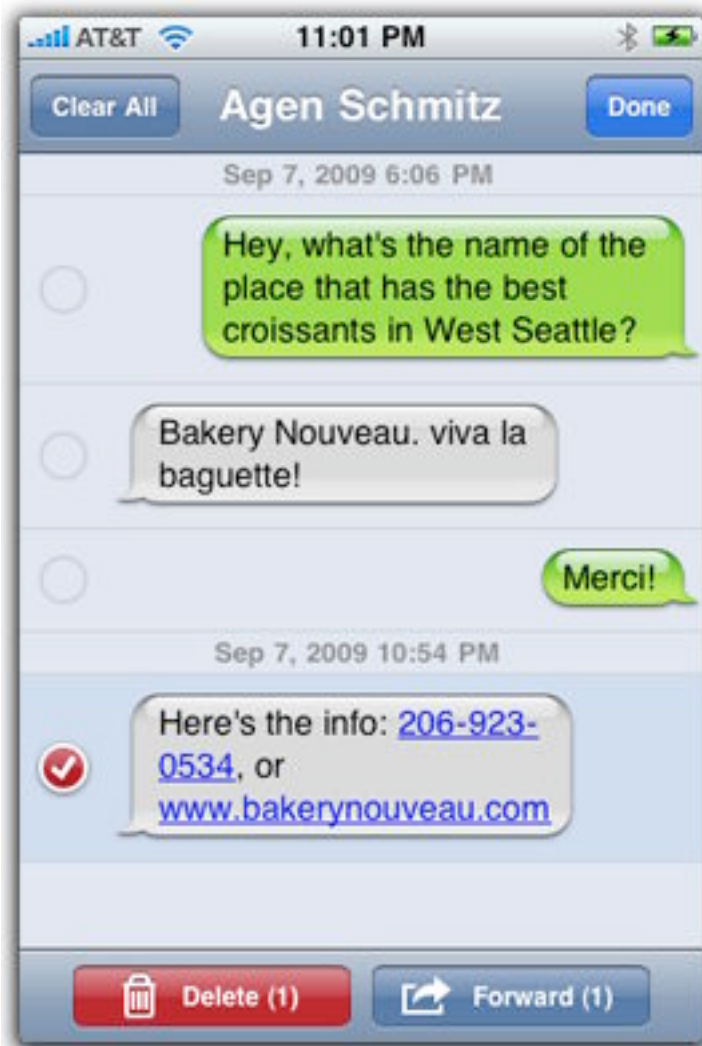 AT&T 11:01 PM
Clear All Agen Schmitz Done
Sep 7, 2009 6:06 PM
Hey, what's the name of the
place that has the best
croissants in West Seattle?
Bakery Nouveau. viva la
baguette!
Merci!
Sep 7, 2009 10:54 PM
Here's the info: 206-923-
0534, or
www.bakerynouveau.com
Delete (1) Forward (1)